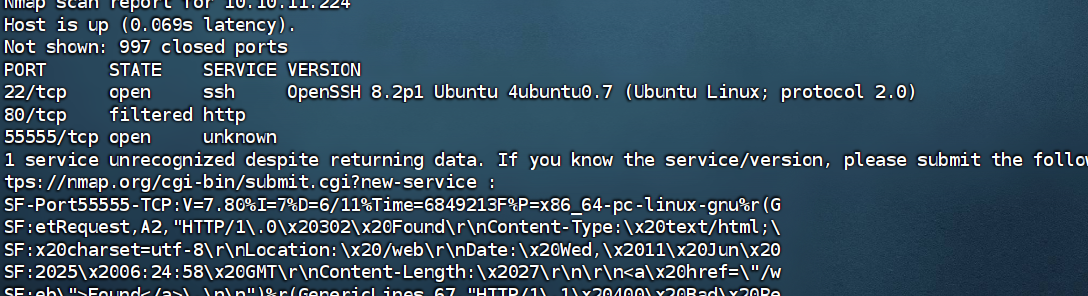 Nmap scan report for 10.10.11.224
Host is up (0.069s latency).
Not shown: 997 closed ports
PORT      STATE    SERVICE VERSION
22/tcp    open     ssh     OpenSSH 8.2p1 Ubuntu 4ubuntu0.7 (Ubuntu Linux; protocol 2.0)
80/tcp    filtered http
55555/tcp open     unknown
1 service unrecognized despite returning data. If you know the service/version, please submit the follow
tps://nmap.org/cgi-bin/submit.cgi?new-service :
SF-Port55555-TCP:V=7.80%I=7%D=6/11%Time=6849213F%P=x86_64-pc-linux-gnu%r(G
SF:etRequest,A2,"HTTP/1\.0\x20302\x20Found\r\nContent-Type:\x20text/html;\
SF:x20charset=utf-8\r\nLocation:\x20/web\r\nDate:\x20Wed,\x2011\x20Jun\x20
SF:2025\x2006:24:58\x20GMT\r\nContent-Length:\x2027\r\n\r\n<a\x20href=\"/w
SF:eb\">Found</a>\.\n\n")%r(GenericLines,67,"HTTP/1\.1\x20400\x20Bad\x20Re